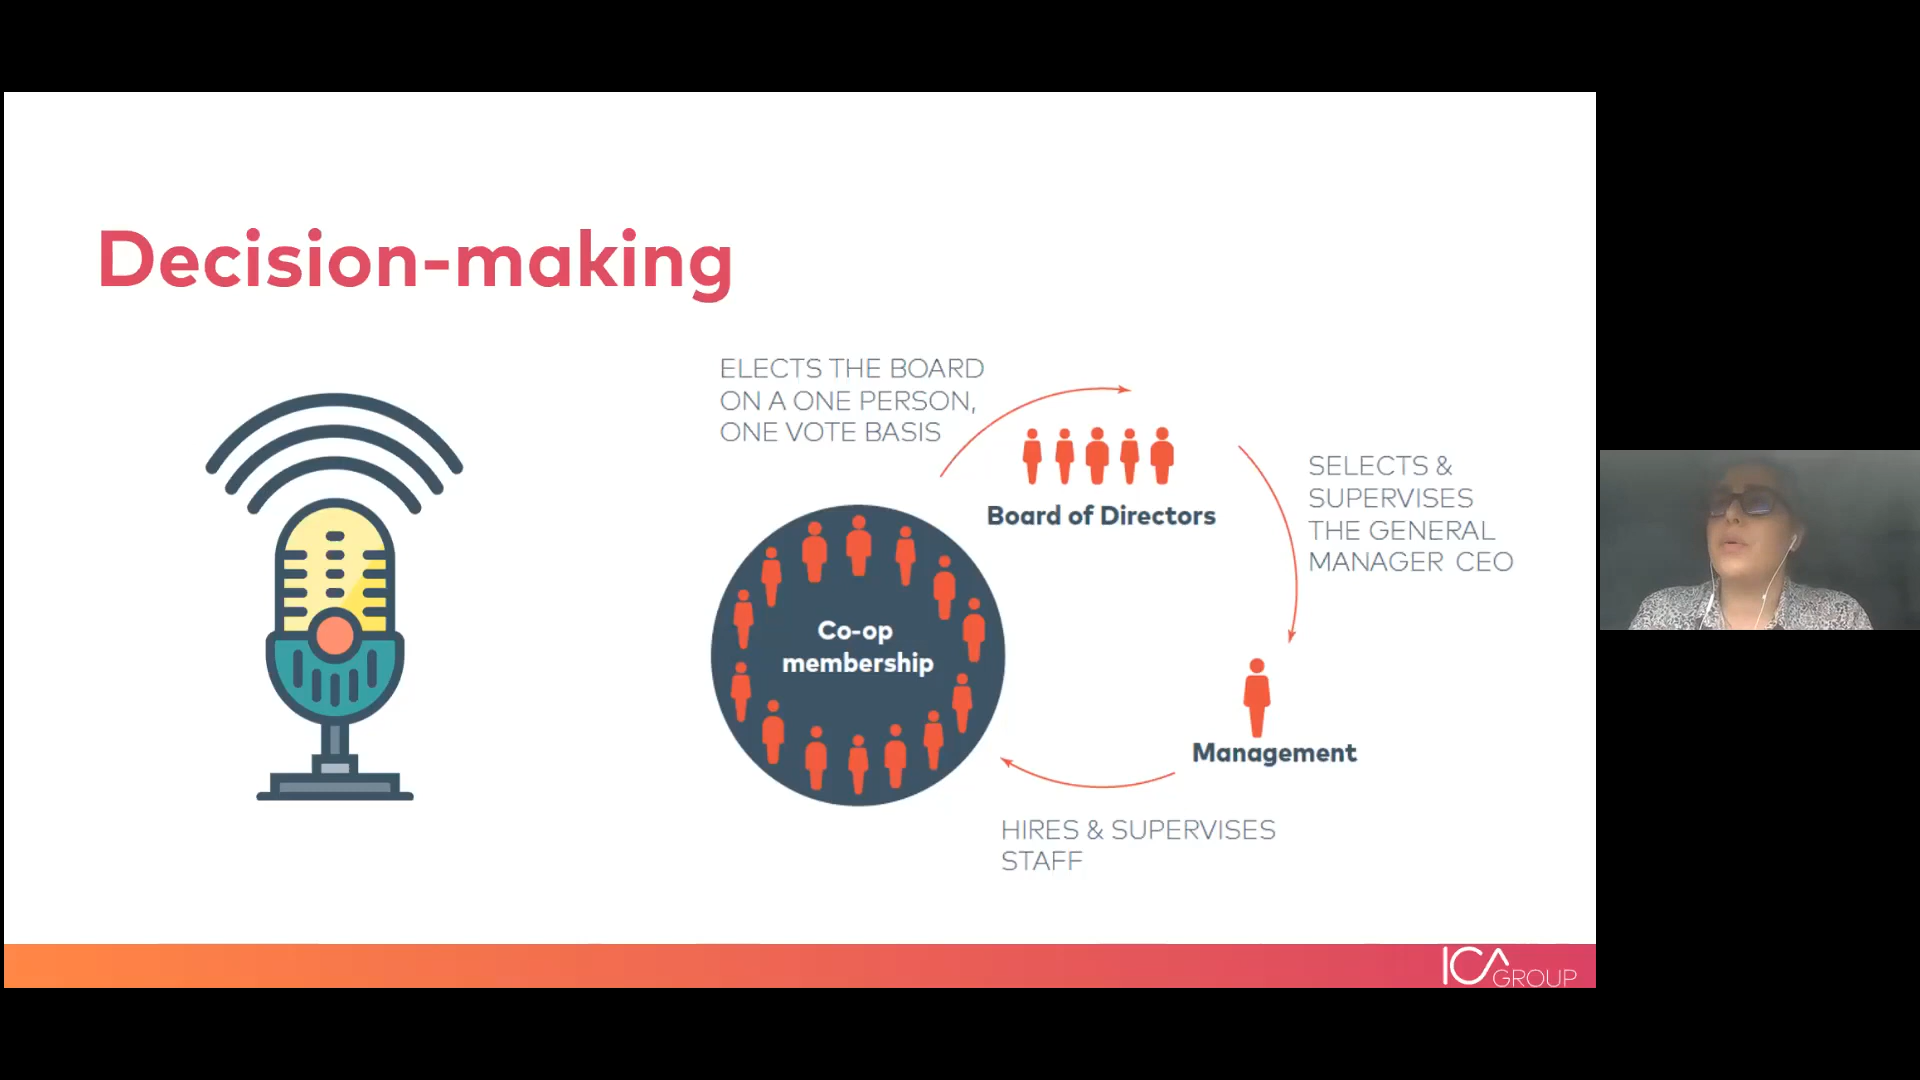 Decision-making
ELECTS THE BOARD
ON A ONE PERSON,
ONE VOTE BASIS
Board of Directors
SELECTS &
SUPERVISES
THE GENERAL
MANAGER CEO
Co-op
membership
Management
HIRES & SUPERVISES
STAFF
ICA GROUP